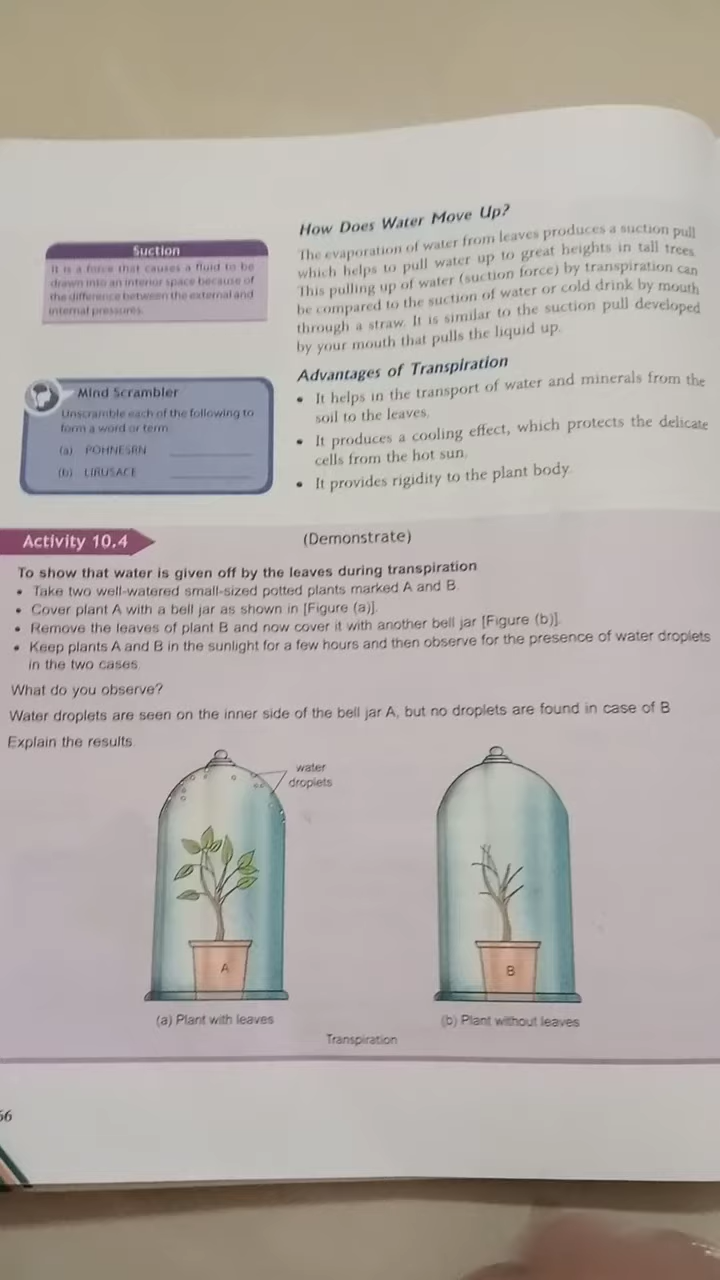 Suction
It is a force that causes a fluid to be
drawn into an interior space because of
the difference between the external and
internal pressures.
Mind Scrambler
Unscramble each of the following to
form a word or term.
(a) POHNESRN
(b) LIRUSACE
How Does Water Move Up?
The evaporation of water from leaves produces a suction pull
which helps to pull water up to great heights in tall trees.
This pulling up of water (suction force) by transpiration can
be compared to the suction of water or cold drink by mouth
through a straw. It is similar to the suction pull developed
by your mouth that pulls the liquid up.
Advantages of Transpiration
• It helps in the transport of water and minerals from the
soil to the leaves.
• It produces a cooling effect, which protects the delicate
cells from the hot sun.
• It provides rigidity to the plant body.
Activity 10.4
(Demonstrate)
To show that water is given off by the leaves during transpiration
• Take two well-watered small-sized potted plants marked A and B.
• Cover plant A with a bell jar as shown in [Figure (a)].
• Remove the leaves of plant B and now cover it with another bell jar [Figure (b)].
• Keep plants A and B in the sunlight for a few hours and then observe for the presence of water droplets
in the two cases.
What do you observe?
Water droplets are seen on the inner side of the bell jar A, but no droplets are found in case of B
Explain the results.
water
droplets
A
B
(a) Plant with leaves
(b) Plant without leaves
Transpiration
66